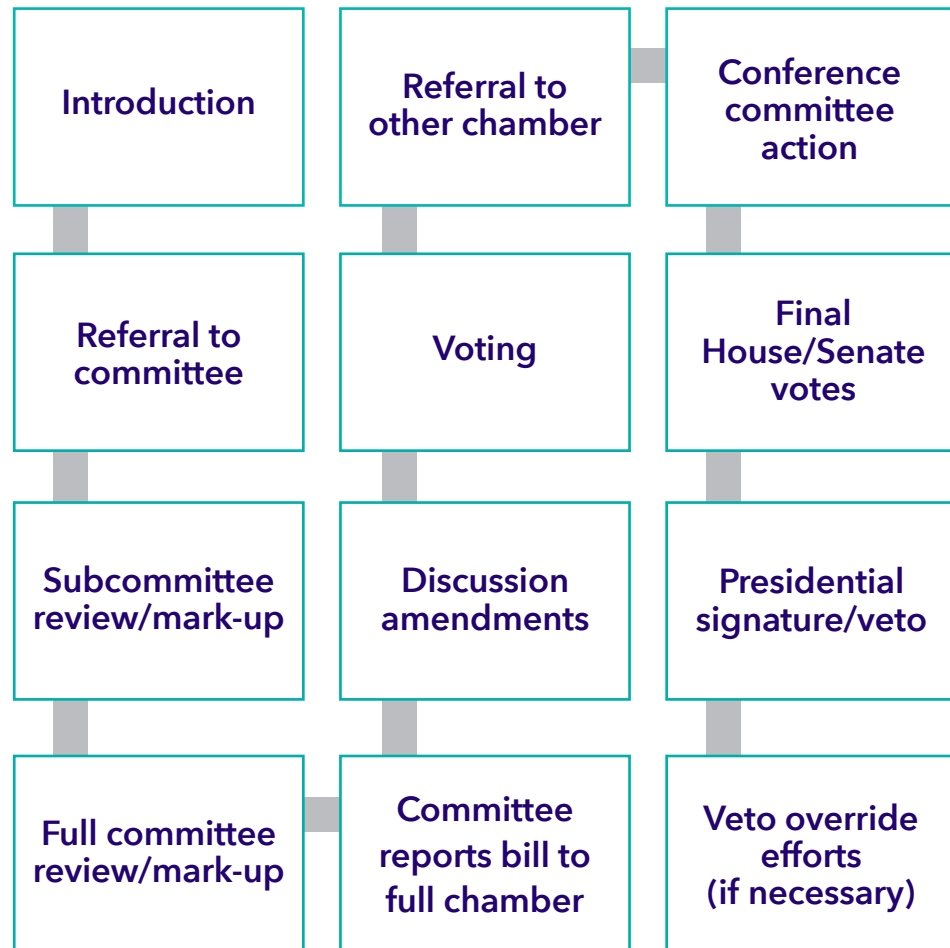 Introduction
Referral to
committee
Subcommittee
review/mark-up
Full committee
review/mark-up
Committee
reports bill to
full chamber
Discussion
amendments
Voting
Referral to
other chamber
Conference
committee
action
Final
House/Senate
votes
Presidential
signature/veto
Veto override
efforts
(if necessary)